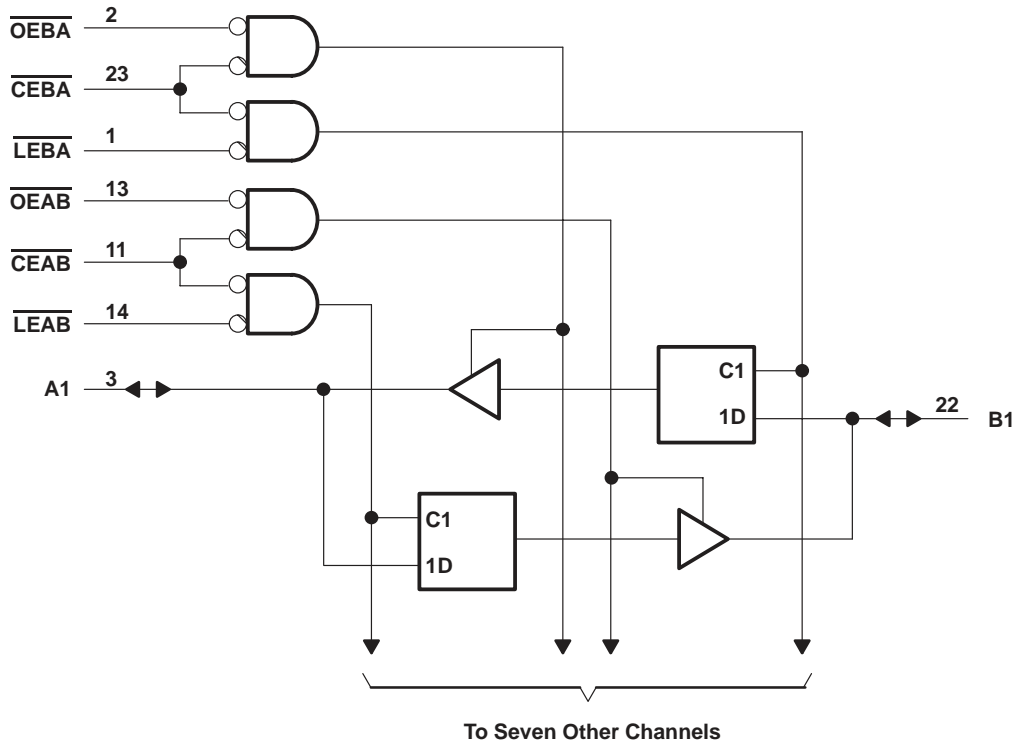 OEBA 2
CEBA 23
LEBA 1
OEAB 13
CEAB 11
LEAB 14
A1 3
C1
1D
22 B1
C1
1D
To Seven Other Channels